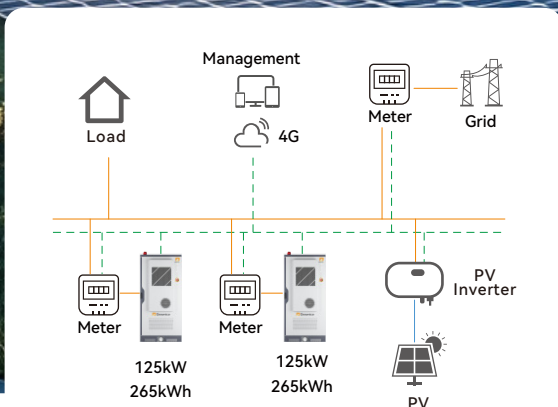 Management
4G
Load
Meter
Grid
Meter
Meter
PV
Inverter
125kW
265kWh
125kW
265kWh
PV